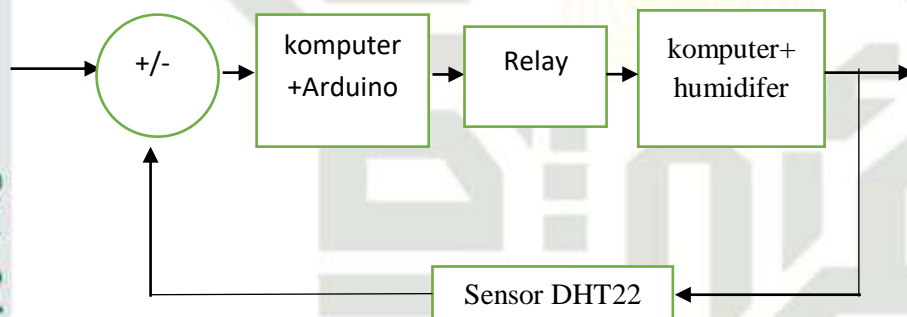 +/-
komputer
+Arduino
Relay
komputer+
humidifer
Sensor DHT22